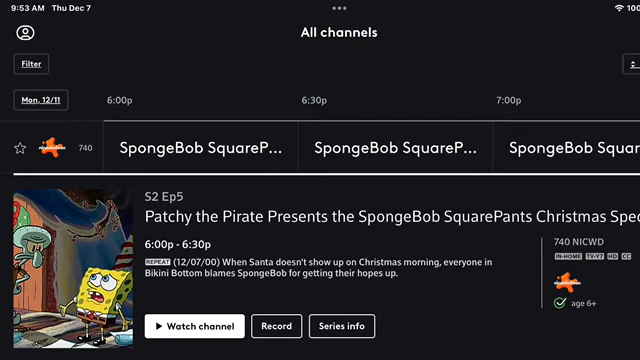 9:53 AM Thu Dec 7
100
All channels
Filter
Mon, 12/11
6:00p
6:30p
7:00p
nickelodeon
740
SpongeBob SquareP...
SpongeBob SquareP...
SpongeBob Squar
S2 Ep5
Patchy the Pirate Presents the SpongeBob SquarePants Christmas Spec
6:00p - 6:30p
REPEAT (12/07/00) When Santa doesn't show up on Christmas morning, everyone in
Bikini Bottom blames SpongeBob for getting their hopes up.
740 NICWD
IN-HOME TV-Y7 HD CC
nickelodeon
age 6+
Watch channel
Record
Series info